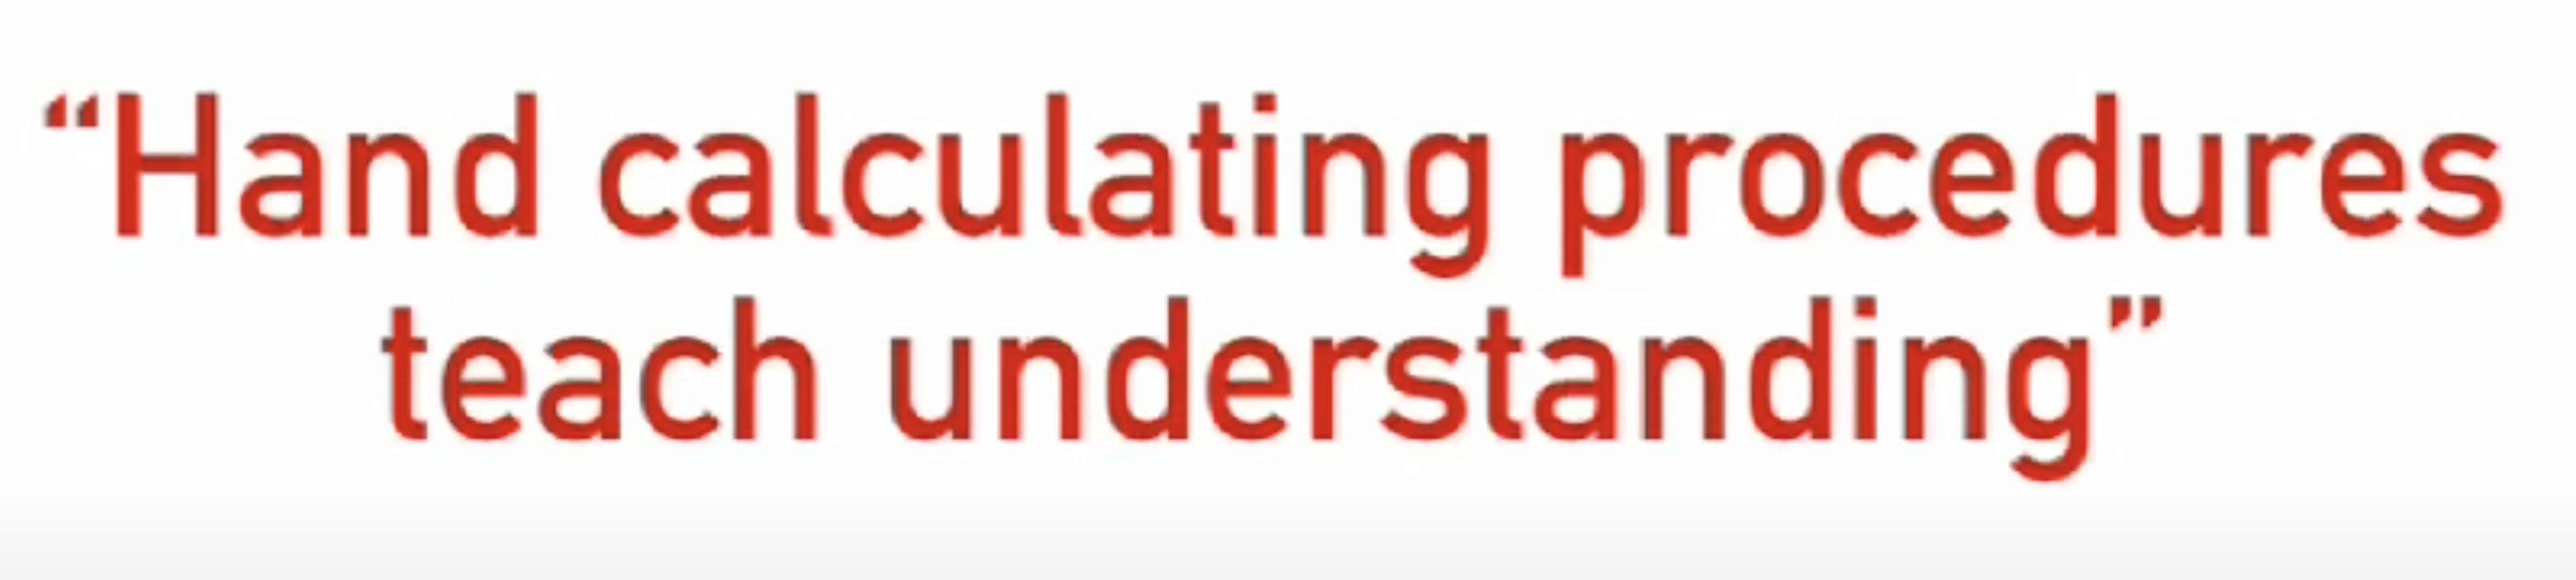 “Hand calculating procedures
teach understanding”